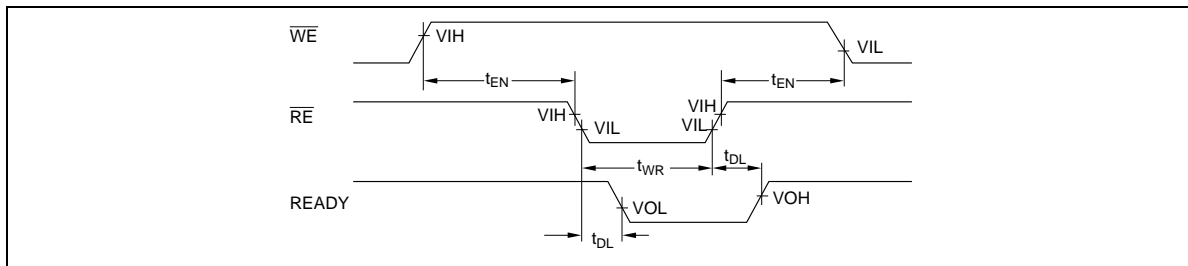 WE
VIH
VIL
tEN
tEN
RE
VIH
VIL
VIH
VIL
tWR
tDL
READY
VOL
VOH
tDL